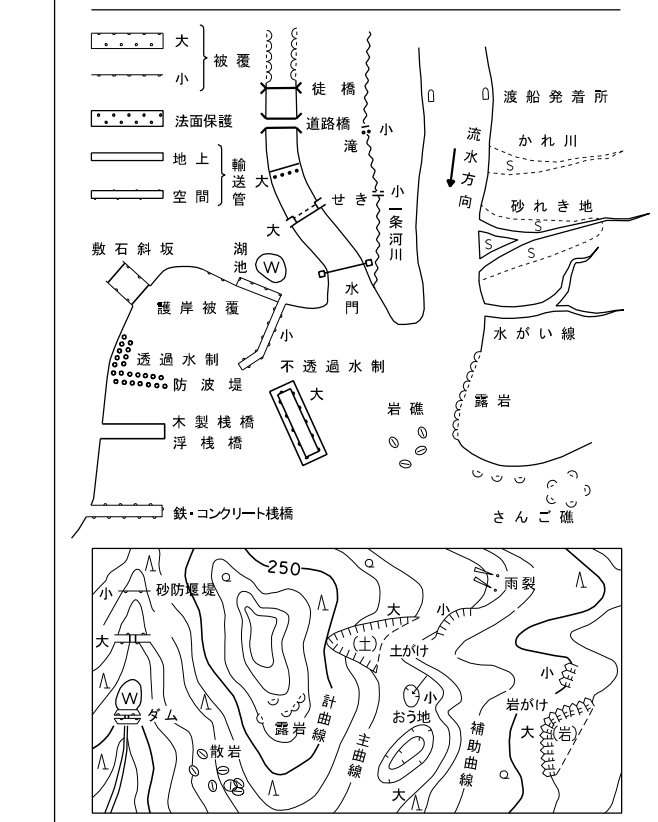 大
小
被覆
法面保護
地上
空間
輸送管
徒橋
道路橋
大
滝
小
せき
小
大
一条河川
水門
渡船発着所
流水方向
かれ川
S
砂れき地
S
S
S
水がい線
敷石斜坂
湖池
W
護岸被覆
小
透過水制
防波堤
不透過水制
大
木製桟橋
浮桟橋
岩礁
露岩
さんご礁
鉄・コンクリート桟橋
250
小
砂防堰堤
大
W
ダム
散岩
露岩
計曲線
主曲線
大
小
土
土がけ
雨裂
小
おう地
大
補助曲線
小
岩がけ
大
岩